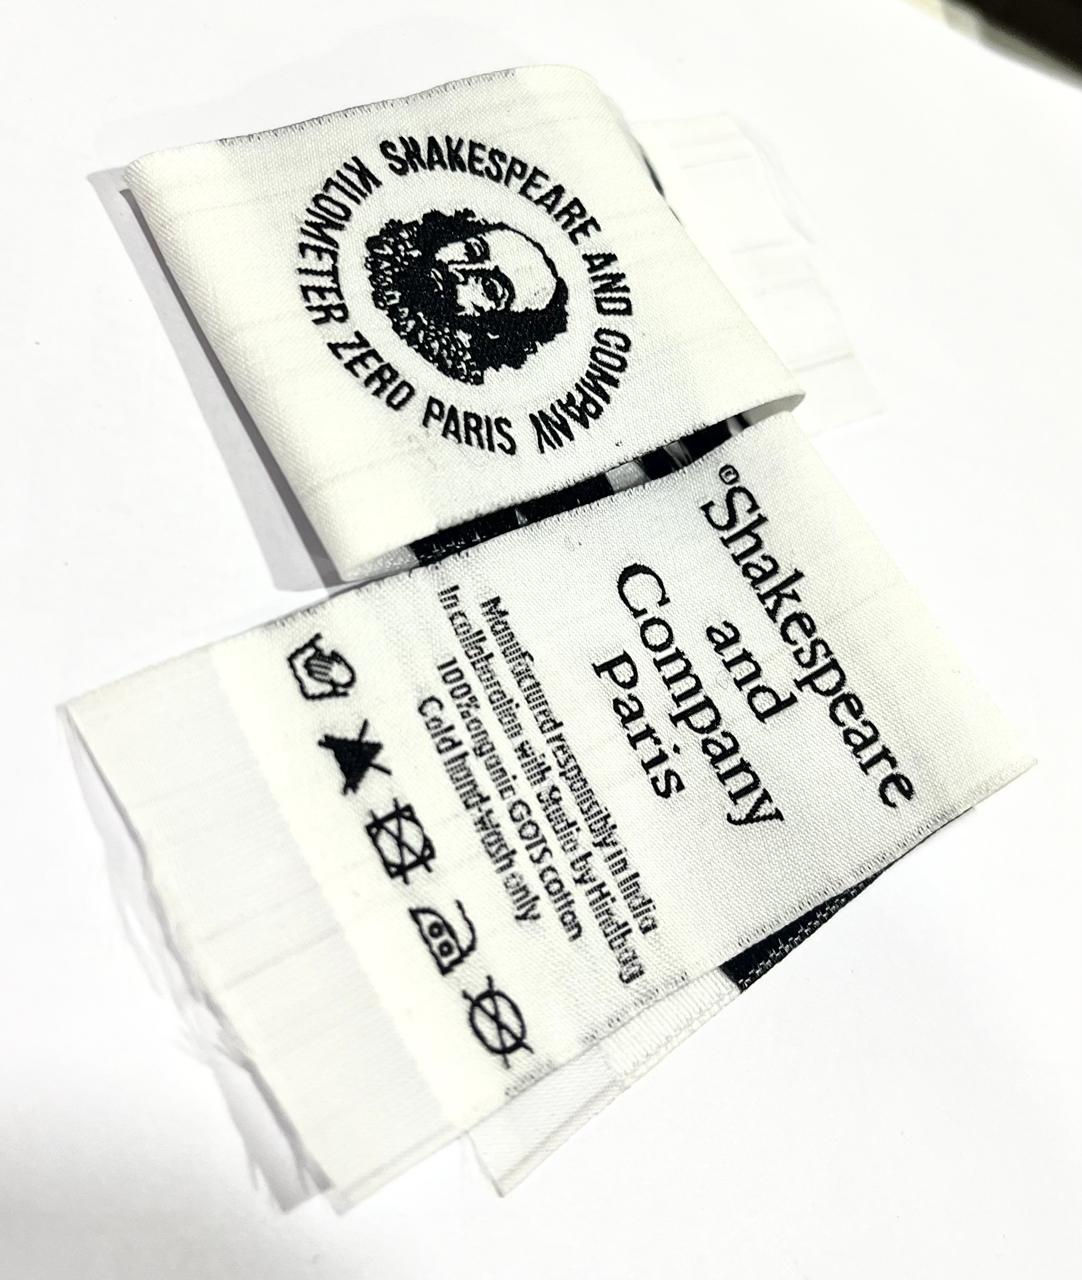 SHAKESPEARE AND COMPANY
KILOMETER ZERO PARIS
©Shakespeare
and
Company
Paris
Manufactured responsibly in India
In collaboration with Studio by Hindbag
100% organic GOTS cotton
Cold hand-wash only